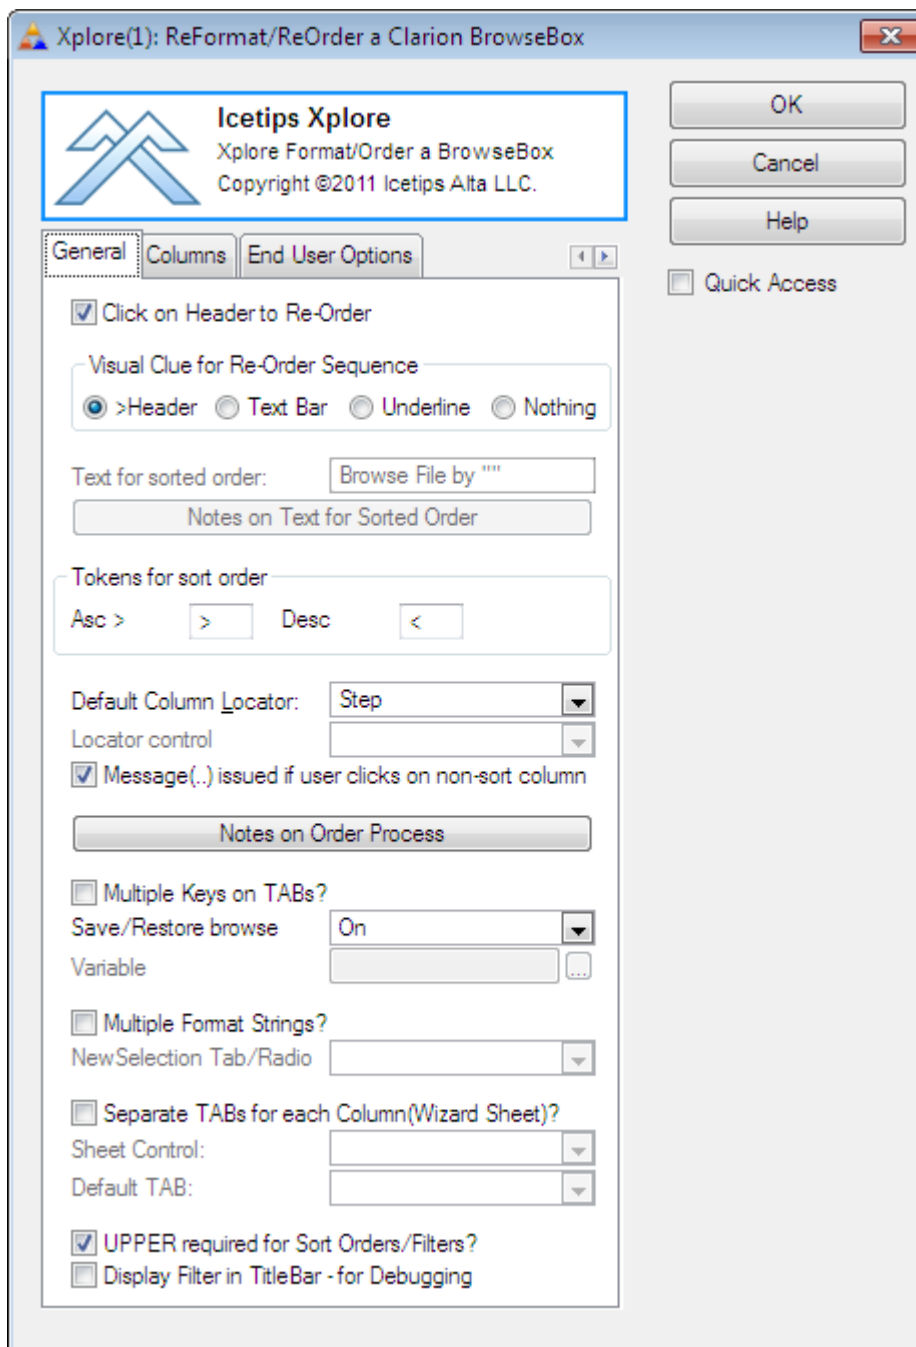 Xplore(1): ReFormat/ReOrder a Clarion BrowseBox
Icetips Xplore
Xplore Format/Order a BrowseBox
Copyright ©2011 Icetips Alta LLC.
OK
Cancel
Help
Quick Access
General Columns End User Options
Click on Header to Re-Order
Visual Clue for Re-Order Sequence
>Header Text Bar Underline Nothing
Text for sorted order: Browse File by ""
Notes on Text for Sorted Order
Tokens for sort order
Asc > > Desc <
Default Column Locator: Step
Locator control
Message(..) issued if user clicks on non-sort column
Notes on Order Process
Multiple Keys on TABs?
Save/Restore browse On
Variable ...
Multiple Format Strings?
NewSelection Tab/Radio
Separate TABs for each Column(Wizard Sheet)?
Sheet Control:
Default TAB:
UPPER required for Sort Orders/Filters?
Display Filter in TitleBar - for Debugging